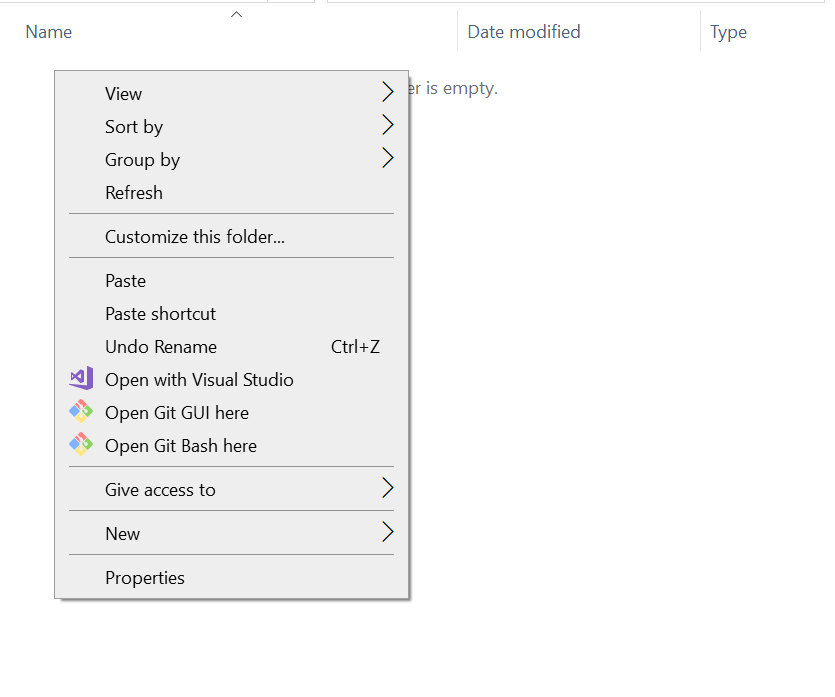 Name Date modified Type
is empty.
View
Sort by
Group by
Refresh
Customize this folder...
Paste
Paste shortcut
Undo Rename Ctrl+Z
Open with Visual Studio
Open Git GUI here
Open Git Bash here
Give access to
New
Properties